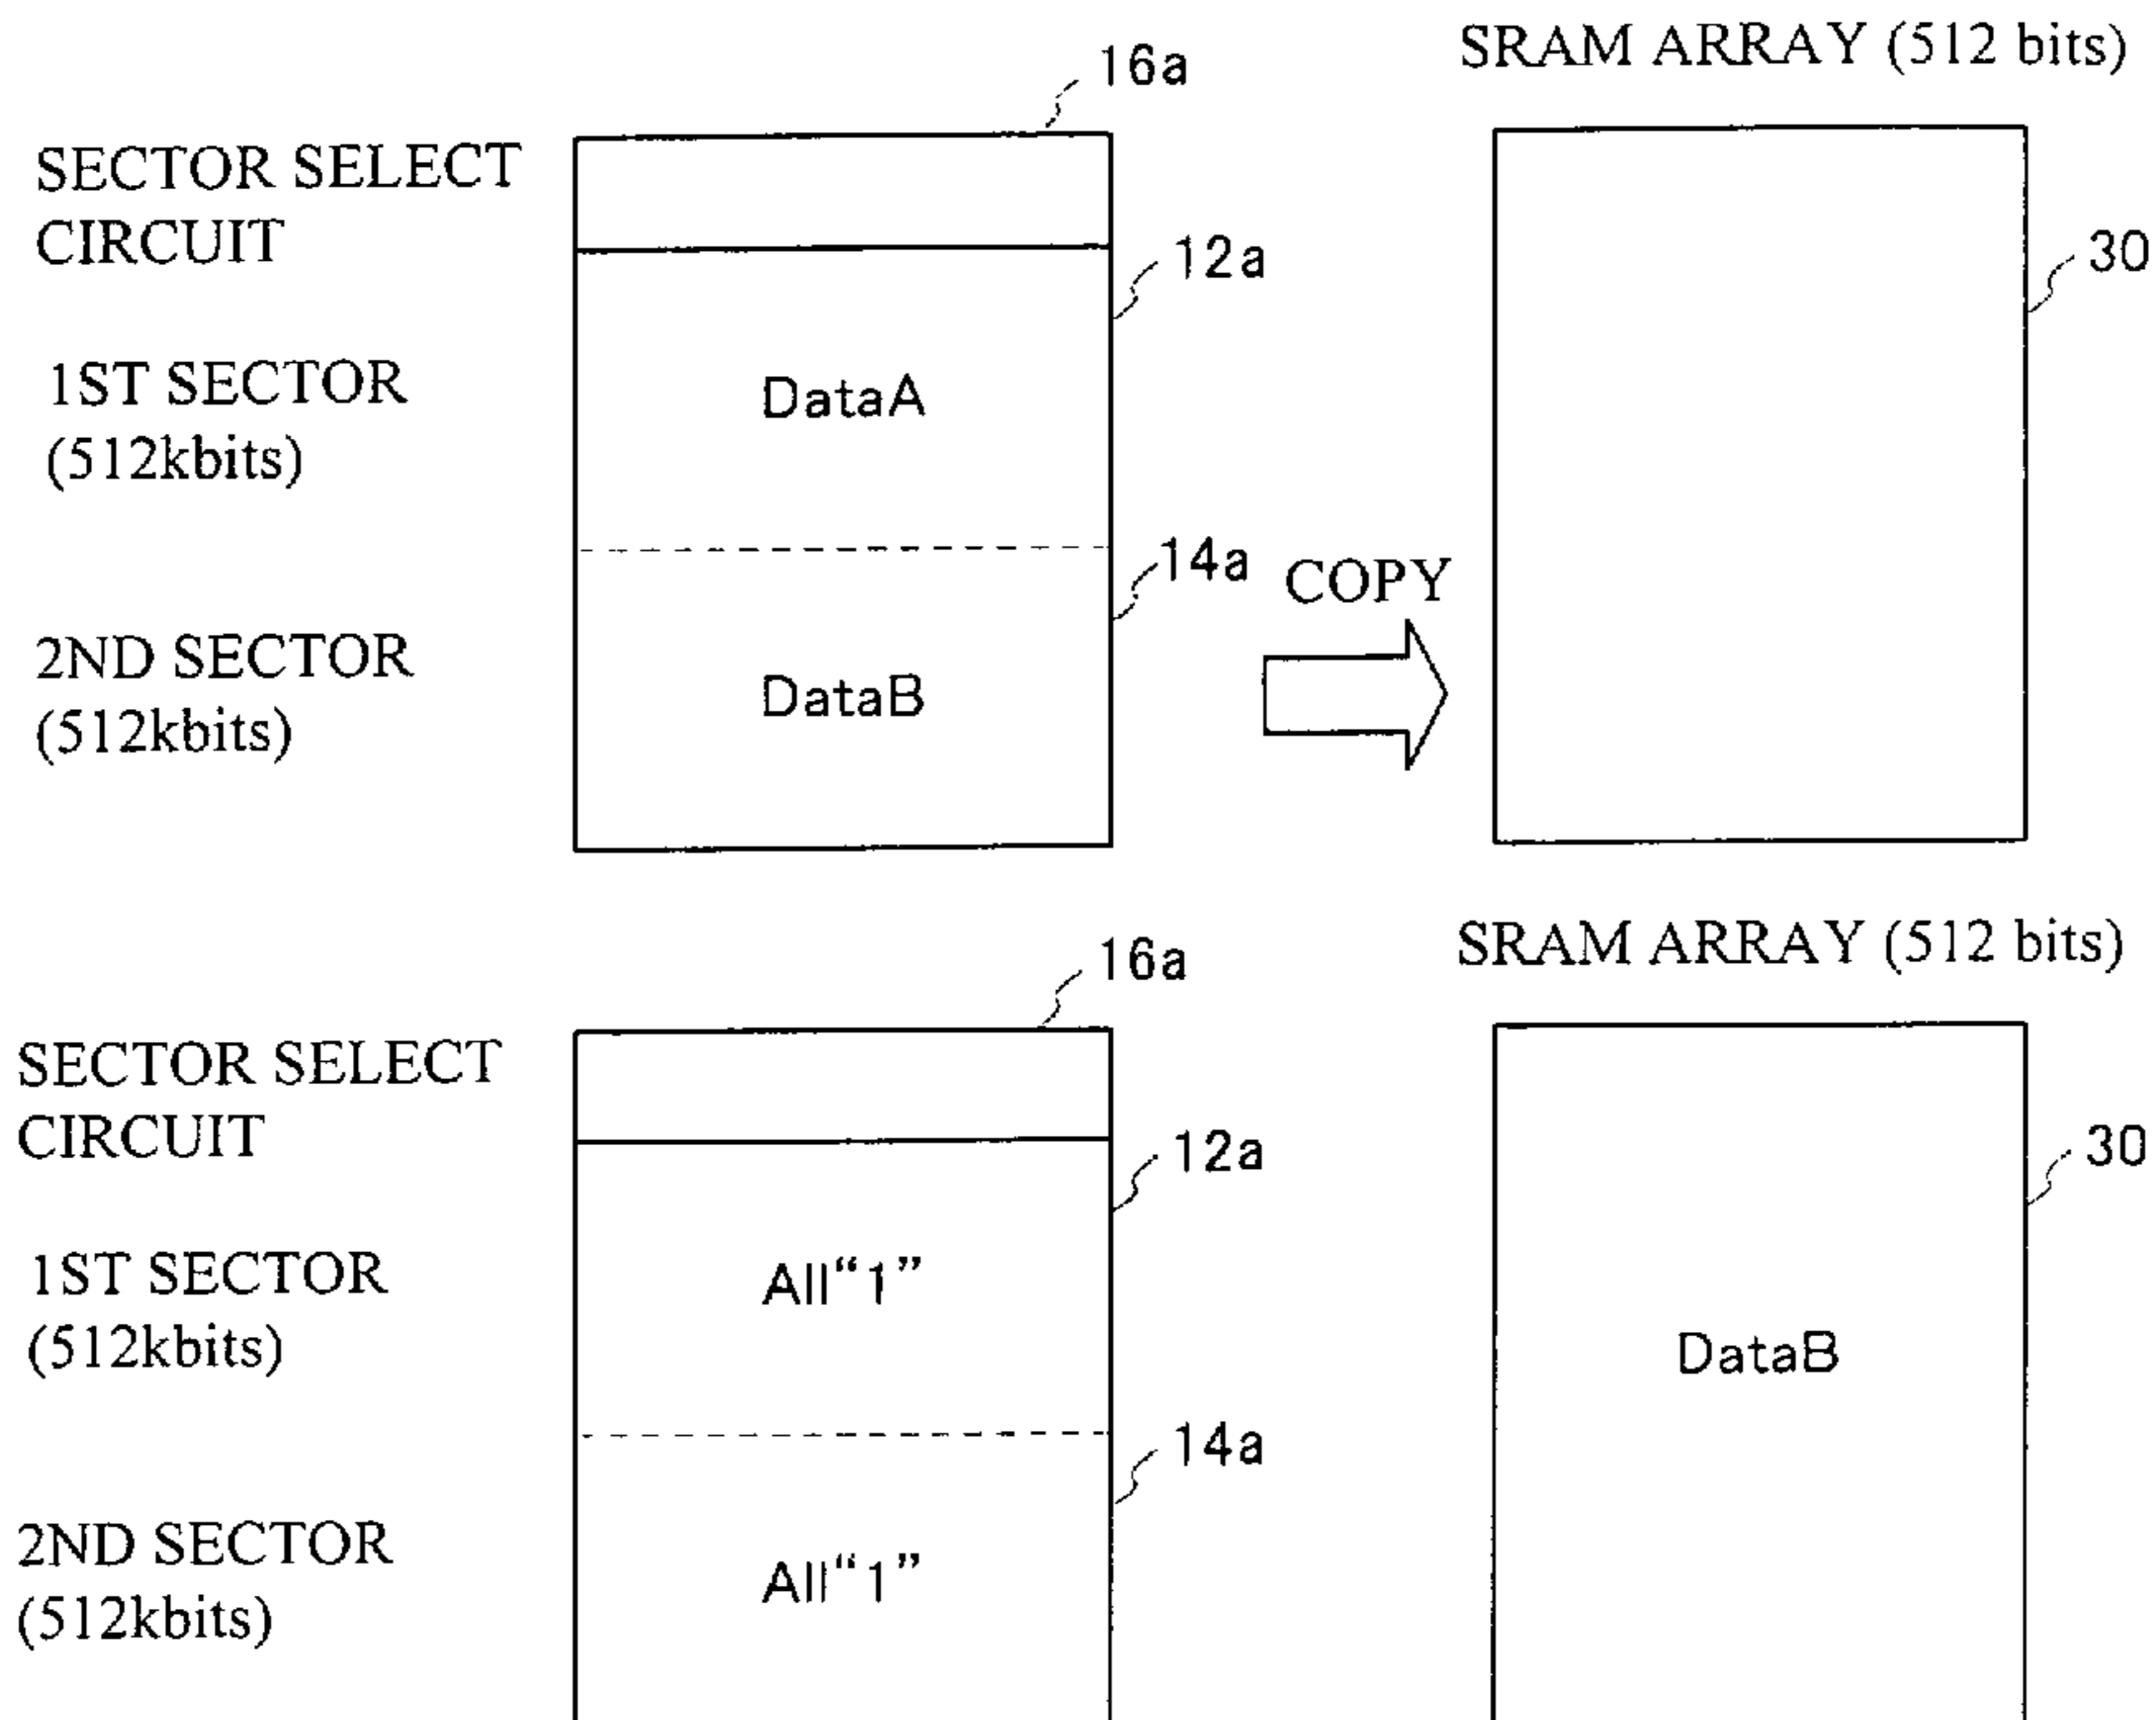 SRAM ARRAY (512 bits)
16a
SECTOR SELECT
CIRCUIT
12a
30
1ST SECTOR
(512kbits)
DataA
14a
COPY
2ND SECTOR
(512kbits)
DataB
SRAM ARRAY (512 bits)
16a
SECTOR SELECT
CIRCUIT
12a
30
1ST SECTOR
(512kbits)
All“1”
DataB
14a
2ND SECTOR
(512kbits)
All“1”